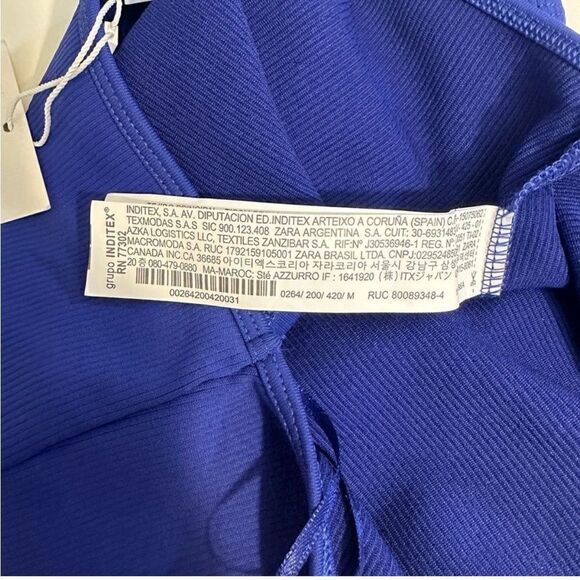 grupo INDITEX®
RN 77302
INDITEX, S.A. AV. DIPUTACION ED.INDITEX ARTEIXO A CORUÑA (SPAIN)
TEXMODAS S.A.S SIC 900.123.408 ZARA ARGENTINA S.A. CUIT:
AZKA LOGISTICS LLC, TEXTILES ZANZIBAR S.A. RIF:Nº J30536946-1 REG. Nº
MACROMODA S.A. RUC 1792159105001 ZARA BRASIL LTDA. CNPJ:
CANADA INC.CA 36685 아이티엑스코리아 자라코리아 서울시 강남구
20 층 080-479-0880 MA-MAROC: Sté AZZURRO IF : 1641920 (株) ITXジャパン
00264200420031 0264/ 200/ 420/ M RUC 80089348-4